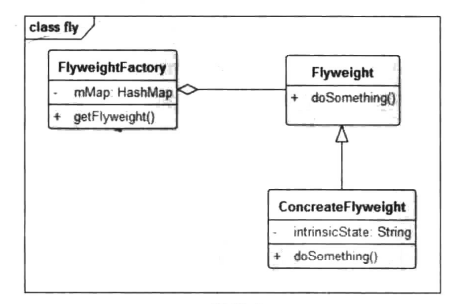 class fly
FlyweightFactory
- mMap: HashMap
+ getFlyweight()
Flyweight
+ doSomething()
ConcreateFlyweight
- intrinsicState: String
+ doSomething()